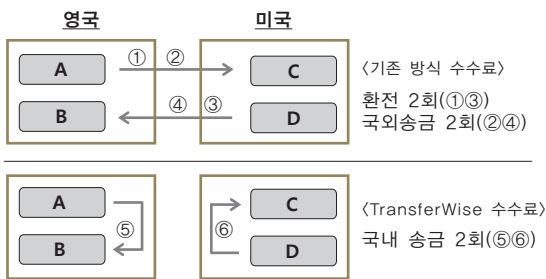 영국 미국
A ① ② C 〈기존 방식 수수료〉
환전 2회(①③)
B ④ ③ D 국외송금 2회(②④)
A C 〈TransferWise 수수료〉
⑤ ⑥
B D 국내 송금 2회(⑤⑥)